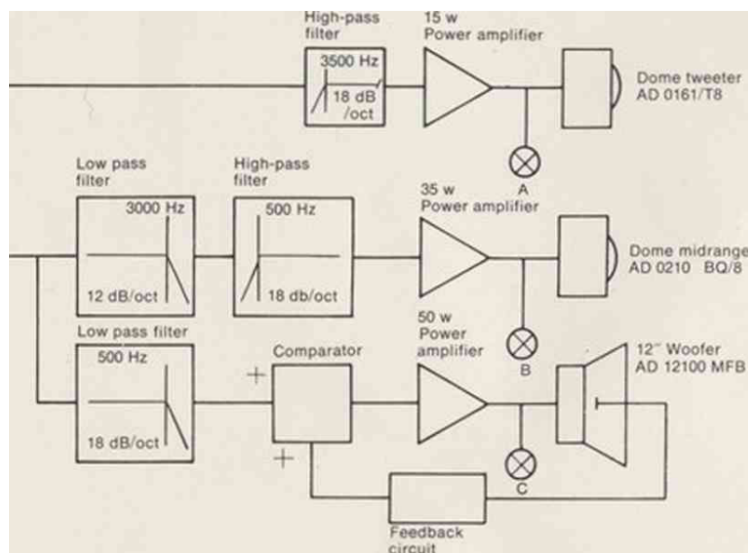 High-pass
filter
3500 Hz
18 dB
/oct
15 w
Power amplifier
Dome tweeter
AD 0161/T8
A
Low pass
filter
3000 Hz
12 dB/oct
High-pass
filter
500 Hz
18 db/oct
35 w
Power amplifier
Dome midrange
AD 0210 BQ/8
B
Low pass filter
500 Hz
18 dB/oct
Comparator
+
+
50 w
Power
amplifier
12" Woofer
AD 12100 MFB
C
Feedback
circuit